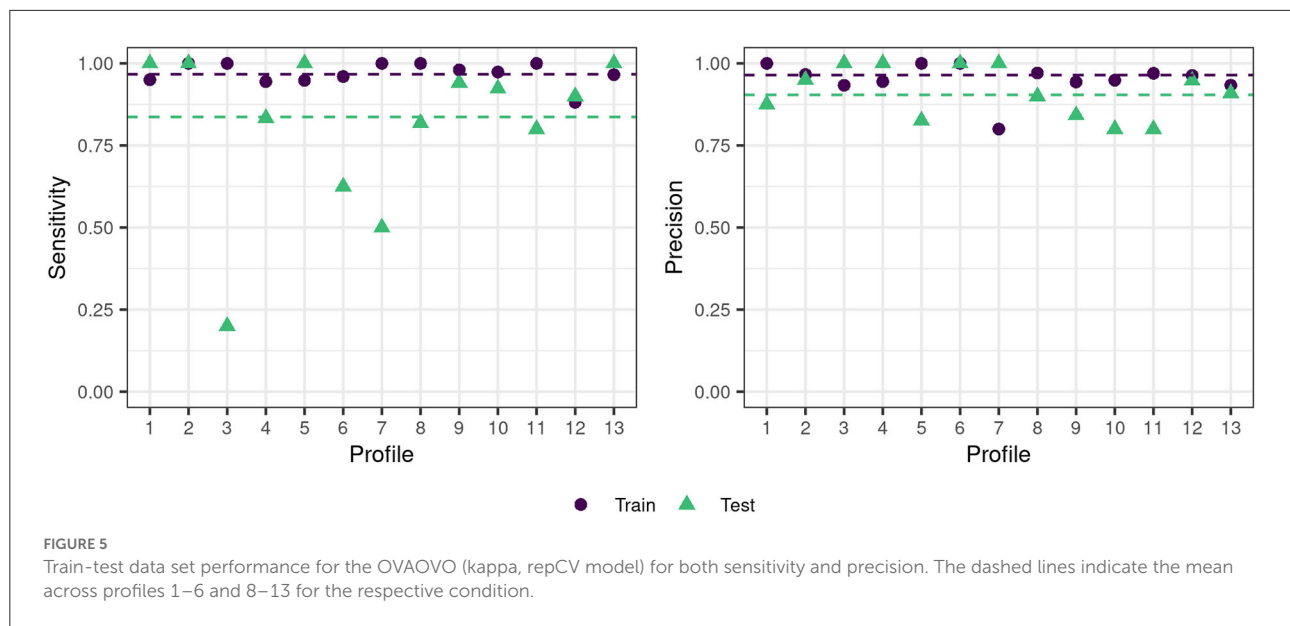 1.00
0.75
0.50
0.25
0.00
Sensitivity
1 2 3 4 5 6 7 8 9 10 11 12 13
Profile
1.00
0.75
0.50
0.25
0.00
Precision
1 2 3 4 5 6 7 8 9 10 11 12 13
Profile
Train Test
FIGURE 5
Train-test data set performance for the OVAOVO (kappa, repCV model) for both sensitivity and precision. The dashed lines indicate the mean
across profiles 1–6 and 8–13 for the respective condition.